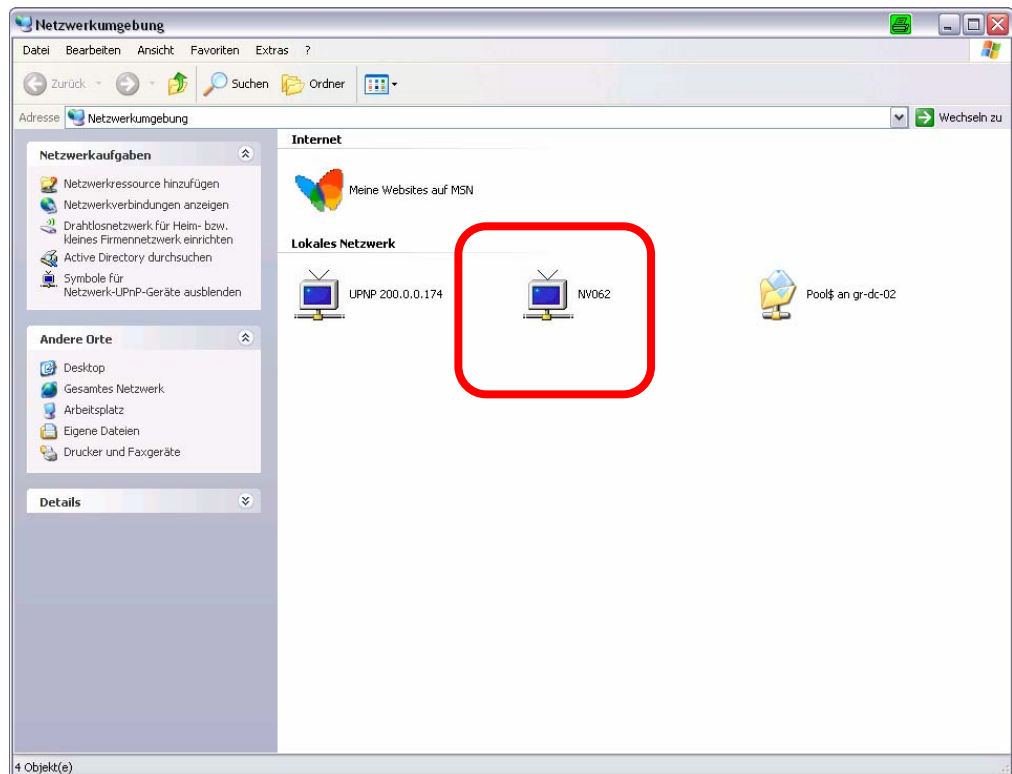 Netzwerkumgebung
Datei Bearbeiten Ansicht Favoriten Extras ?
Zurück Suchen Ordner
Adresse Netzwerkumgebung Wechseln zu
Netzwerkaufgaben
Netzwerkressource hinzufügen
Netzwerkverbindungen anzeigen
Drahtlosnetzwerk für Heim- bzw.
kleines Firmennetzwerk einrichten
Active Directory durchsuchen
Symbole für
Netzwerk-UPnP-Geräte ausblenden
Andere Orte
Desktop
Gesamtes Netzwerk
Arbeitsplatz
Eigene Dateien
Drucker und Faxgeräte
Details
Internet
Meine Websites auf MSN
Lokales Netzwerk
UPNP 200.0.0.174 NV062 Pool$ an gr-dc-02
4 Objekt(e)